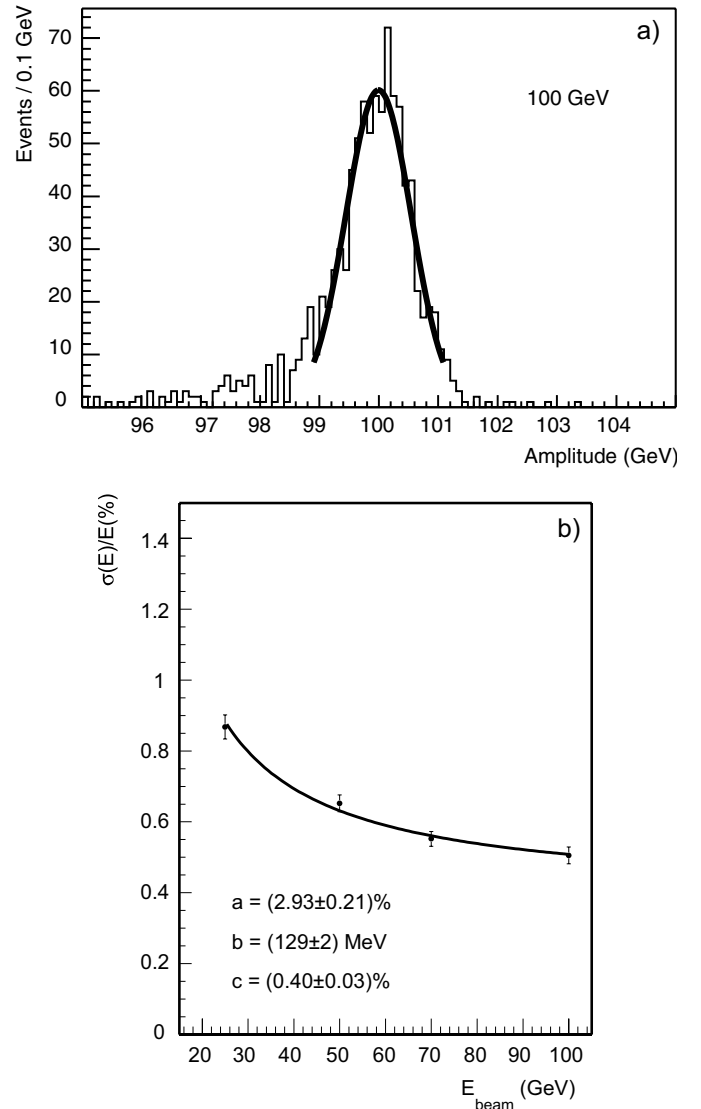 a)
Events / 0.1 GeV
100 GeV
70
60
50
40
30
20
10
0
96 97 98 99 100 101 102 103 104
Amplitude (GeV)
b)
σ(E)/E(%)
1.4
1.2
1
0.8
0.6
0.4
0.2
0
a = (2.93±0.21)%
b = (129±2) MeV
c = (0.40±0.03)%
20 30 40 50 60 70 80 90 100
E_beam (GeV)